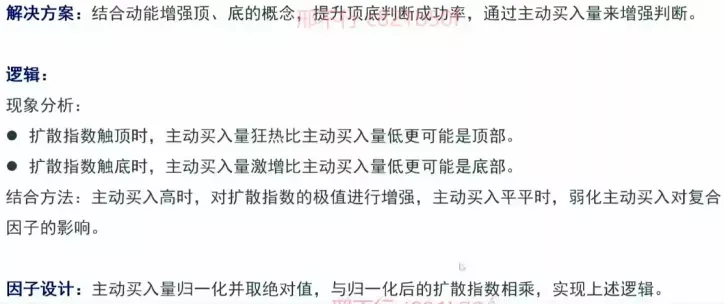 解决方案：结合动能增强顶、底的概念，提升顶底判断成功率，通过主动买入量来增强判断。
逻辑：
现象分析：
● 扩散指数触顶时，主动买入量狂热比主动买入量低更可能是顶部。
● 扩散指数触底时，主动买入量激增比主动买入量低更可能是底部。
结合方法：主动买入高时，对扩散指数的极值进行增强，主动买入平平时，弱化主动买入对复合
因子的影响。
因子设计：主动买入量归一化并取绝对值，与归一化后的扩散指数相乘，实现上述逻辑。